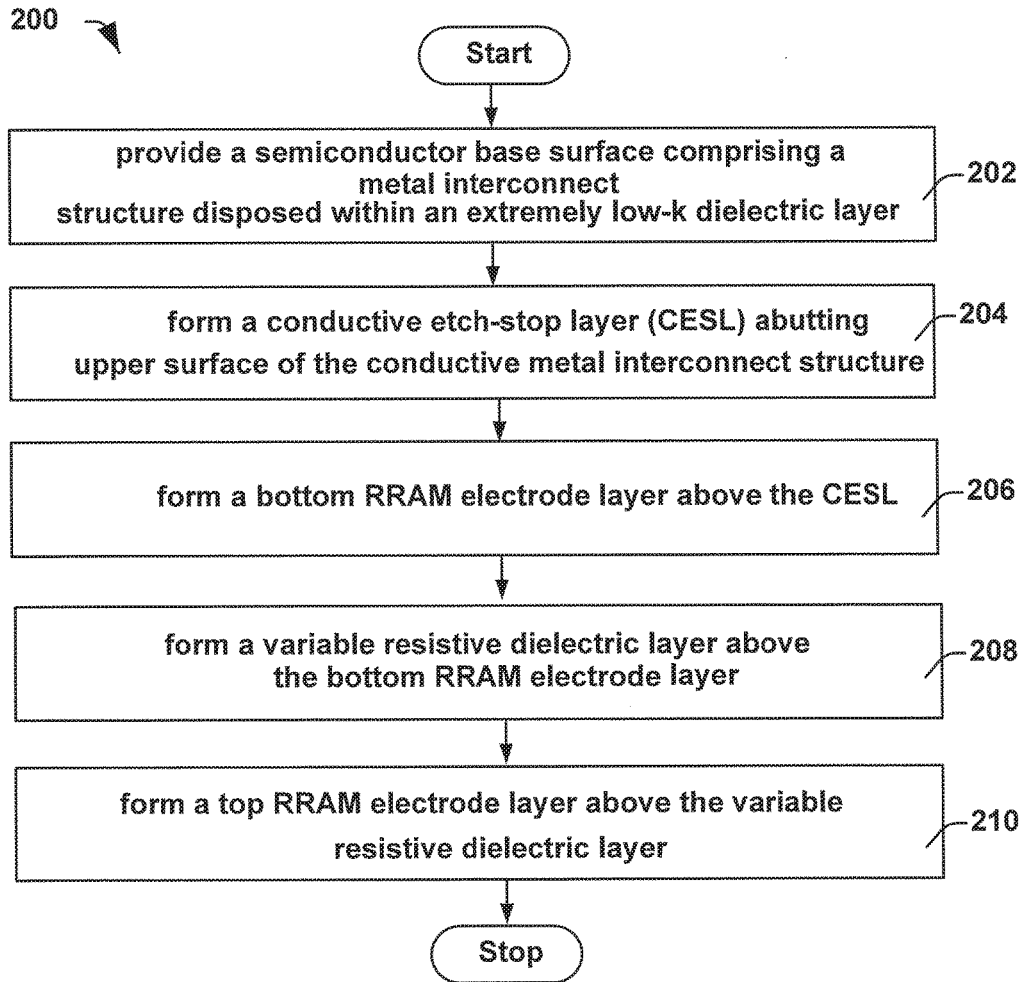 200
Start
provide a semiconductor base surface comprising a
metal interconnect
structure disposed within an extremely low-k dielectric layer
202
form a conductive etch-stop layer (CESL) abutting
upper surface of the conductive metal interconnect structure
204
form a bottom RRAM electrode layer above the CESL
206
form a variable resistive dielectric layer above
the bottom RRAM electrode layer
208
form a top RRAM electrode layer above the variable
resistive dielectric layer
210
Stop